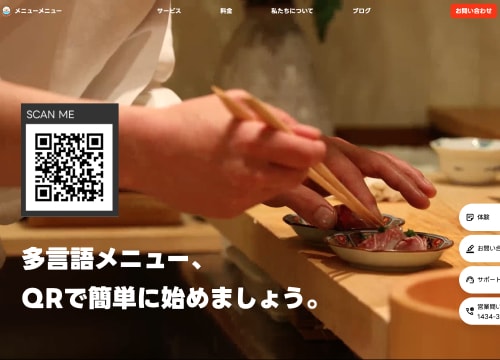 メニューメニュー
サービス
料金
私たちについて
ブログ
お問い合わせ
SCAN ME
体験
お問い合
サポート
多言語メニュー、
QRで簡単に始めましょう。
営業問い
1434-3